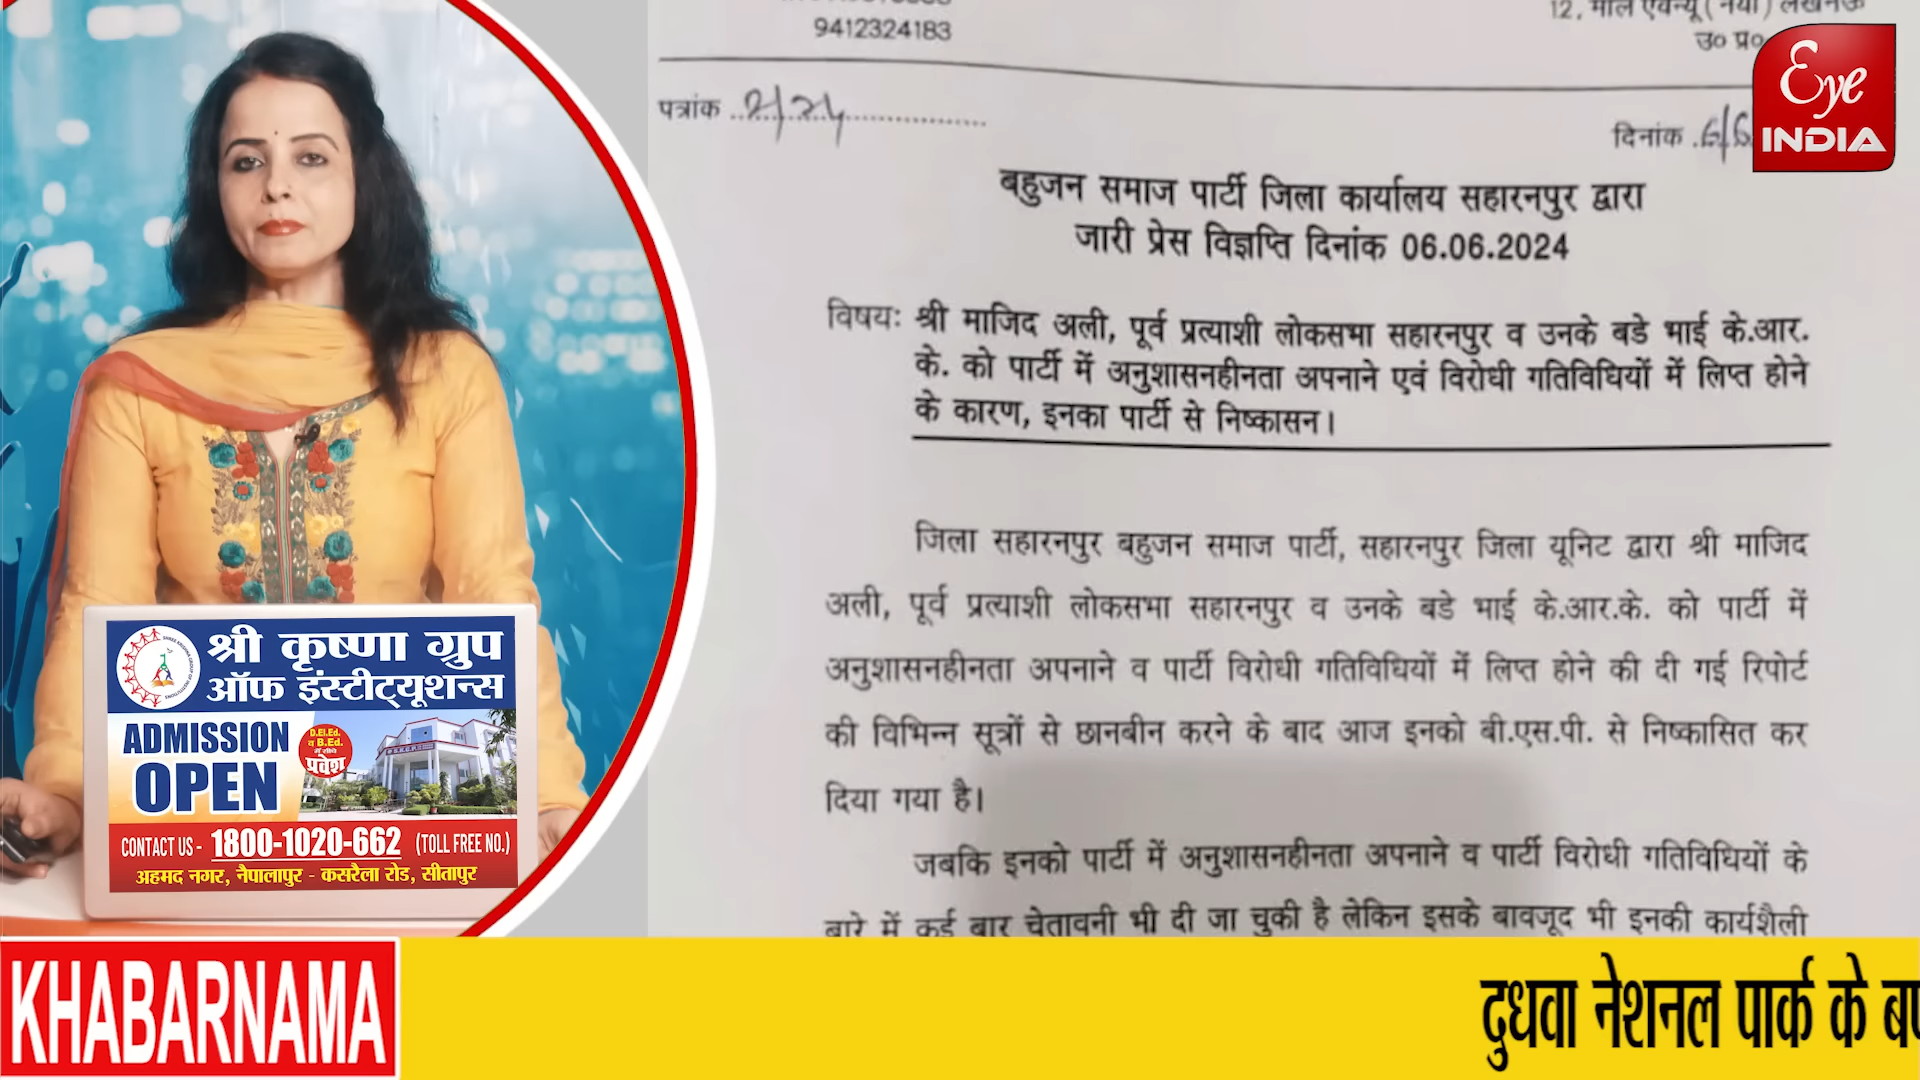 9412324183
12, माल एवन्यू ( नया ) लखनऊ
उ० प्र०
Eye
INDIA
पत्रांक
दिनांक
बहुजन समाज पार्टी जिला कार्यालय सहारनपुर द्वारा
जारी प्रेस विज्ञप्ति दिनांक 06.06.2024
विषयः श्री माजिद अली, पूर्व प्रत्याशी लोकसभा सहारनपुर व उनके बडे भाई के.आर.
के. को पार्टी में अनुशासनहीनता अपनाने एवं विरोधी गतिविधियों में लिप्त होने
के कारण, इनका पार्टी से निष्कासन।
जिला सहारनपुर बहुजन समाज पार्टी, सहारनपुर जिला यूनिट द्वारा श्री माजिद
अली, पूर्व प्रत्याशी लोकसभा सहारनपुर व उनके बडे भाई के.आर.के. को पार्टी में
अनुशासनहीनता अपनाने व पार्टी विरोधी गतिविधियों में लिप्त होने की दी गई रिपोर्ट
की विभिन्न सूत्रों से छानबीन करने के बाद आज इनको बी.एस.पी. से निष्कासित कर
दिया गया है।
जबकि इनको पार्टी में अनुशासनहीनता अपनाने व पार्टी विरोधी गतिविधियों के
बारे में कई बार चेतावनी भी दी जा चुकी है लेकिन इसके बावजूद भी इनकी कार्यशैली
श्री कृष्णा ग्रुप
ऑफ इंस्टीट्यूशन्स
ADMISSION
OPEN
D.El.Ed.
व B.Ed.
में सीधे
प्रवेश
CONTACT US - 1800-1020-662 (TOLL FREE NO.)
अहमद नगर, नैपालापुर - कसरैला रोड, सीतापुर
KHABARNAMA
दुधवा नेशनल पार्क के